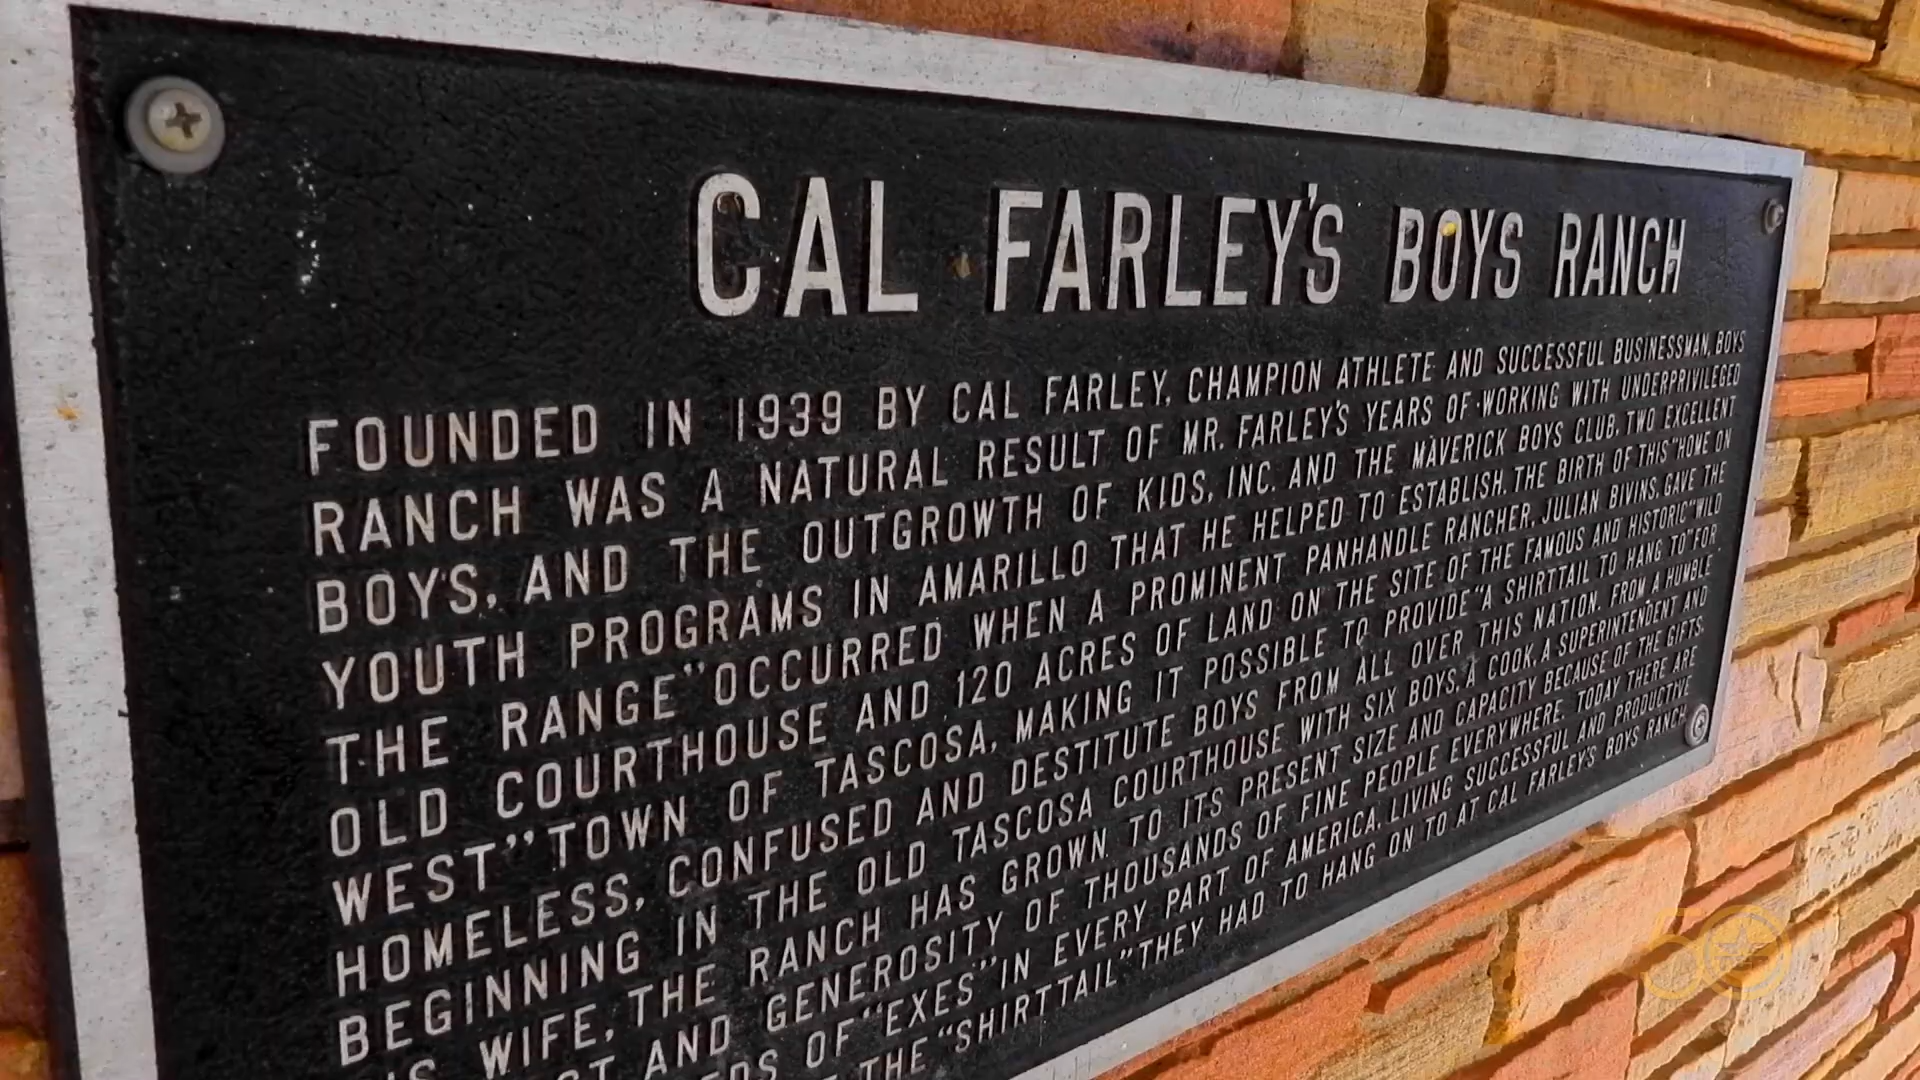 CAL FARLEY'S BOYS RANCH
FOUNDED IN 1939 BY CAL FARLEY, CHAMPION ATHLETE AND SUCCESSFUL BUSINESSMAN, BOYS
RANCH WAS A NATURAL RESULT OF MR. FARLEY'S YEARS OF WORKING WITH UNDERPRIVILEGED
BOYS, AND THE OUTGROWTH OF KIDS, INC. AND THE MAVERICK BOYS CLUB, TWO EXCELLENT
YOUTH PROGRAMS IN AMARILLO THAT HE HELPED TO ESTABLISH. THE BIRTH OF THIS "HOME ON
THE RANGE" OCCURRED WHEN A PROMINENT PANHANDLE RANCHER, JULIAN BIVINS, GAVE THE
OLD COURTHOUSE AND 120 ACRES OF LAND ON THE SITE OF THE FAMOUS AND HISTORIC "WILD
WEST" TOWN OF TASCOSA, MAKING IT POSSIBLE TO PROVIDE "A SHIRTTAIL TO HANG TO" FOR
HOMELESS, CONFUSED AND DESTITUTE BOYS FROM ALL OVER THIS NATION. FROM A HUMBLE
BEGINNING IN THE OLD TASCOSA COURTHOUSE WITH SIX BOYS, A COOK, A SUPERINTENDENT AND
WIFE, THE RANCH HAS GROWN TO ITS PRESENT SIZE AND CAPACITY BECAUSE OF THE GIFTS,
AND GENEROSITY OF THOUSANDS OF FINE PEOPLE EVERYWHERE. TODAY THERE ARE
OF "EXES" IN EVERY PART OF AMERICA, LIVING SUCCESSFUL AND PRODUCTIVE
THE "SHIRTTAIL" THEY HAD TO HANG ON TO AT CAL FARLEY'S BOYS RANCH
50